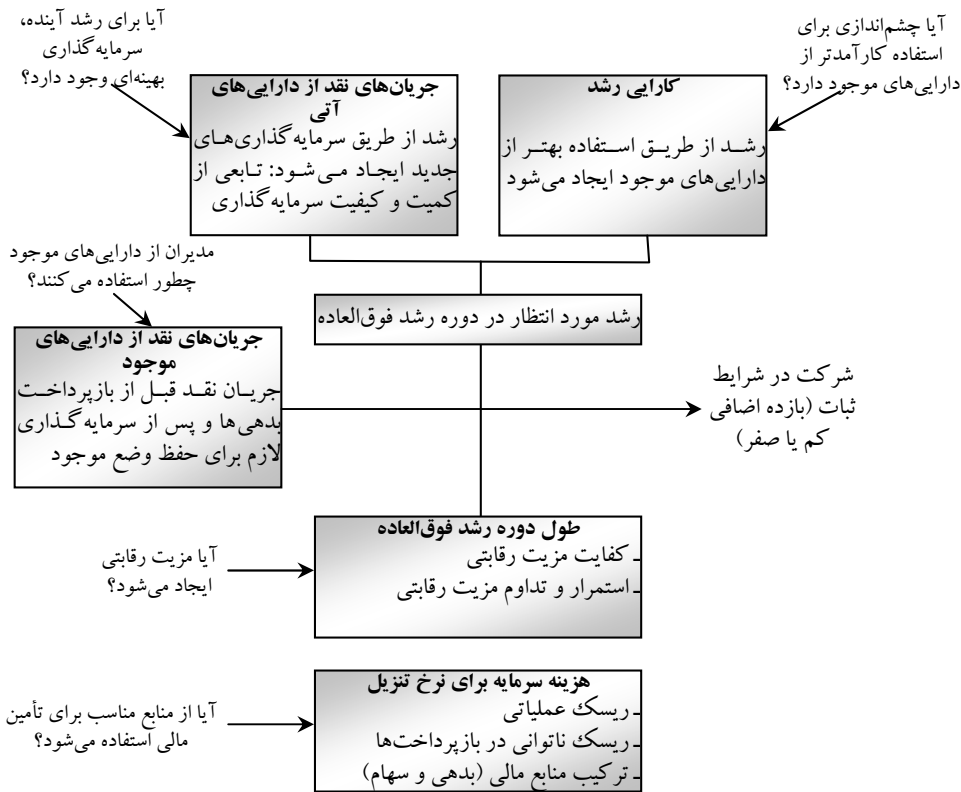 آیا چشم‌اندازی برای
استفاده کارآمدتر از
دارایی‌های موجود دارد؟
آیا برای رشد آینده،
سرمایه‌گذاری
بهینه‌ای وجود دارد؟
کارایی رشد
رشد از طریق استفاده بهتر از
دارایی‌های موجود ایجاد می‌شود
جریان‌های نقد از دارایی‌های
آتی
رشد از طریق سرمایه‌گذاری‌های
جدید ایجاد می‌شود: تابعی از
کمیت و کیفیت سرمایه‌گذاری
مدیران از دارایی‌های موجود
چطور استفاده می‌کنند؟
رشد مورد انتظار در دوره رشد فوق‌العاده
جریان‌های نقد از دارایی‌های
موجود
جریان نقد قبل از بازپرداخت
بدهی‌ها و پس از سرمایه‌گذاری
لازم برای حفظ وضع موجود
شرکت در شرایط
ثبات (بازده اضافی
کم یا صفر)
طول دوره رشد فوق‌العاده
ـ کفایت مزیت رقابتی
ـ استمرار و تداوم مزیت رقابتی
آیا مزیت رقابتی
ایجاد می‌شود؟
هزینه سرمایه برای نرخ تنزیل
ـ ریسک عملیاتی
ـ ریسک ناتوانی در بازپرداخت‌ها
ـ ترکیب منابع مالی (بدهی و سهام)
آیا از منابع مناسب برای تأمین
مالی استفاده می‌شود؟